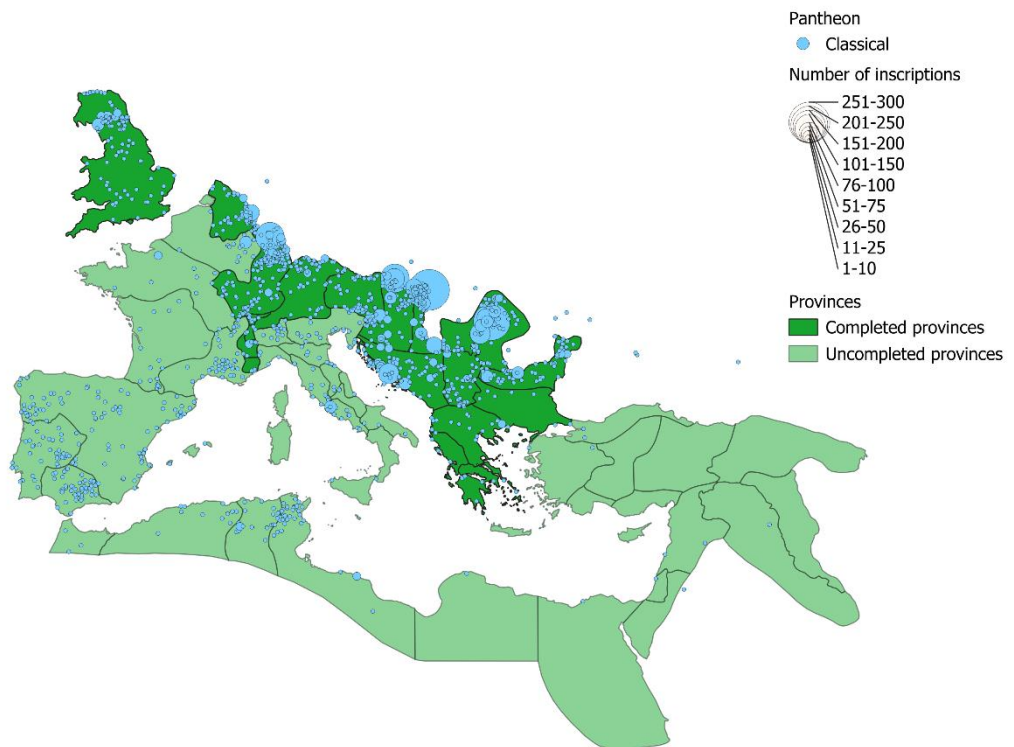 Pantheon
Classical
Number of inscriptions
251-300
201-250
151-200
101-150
76-100
51-75
26-50
11-25
1-10
Provinces
Completed provinces
Uncompleted provinces